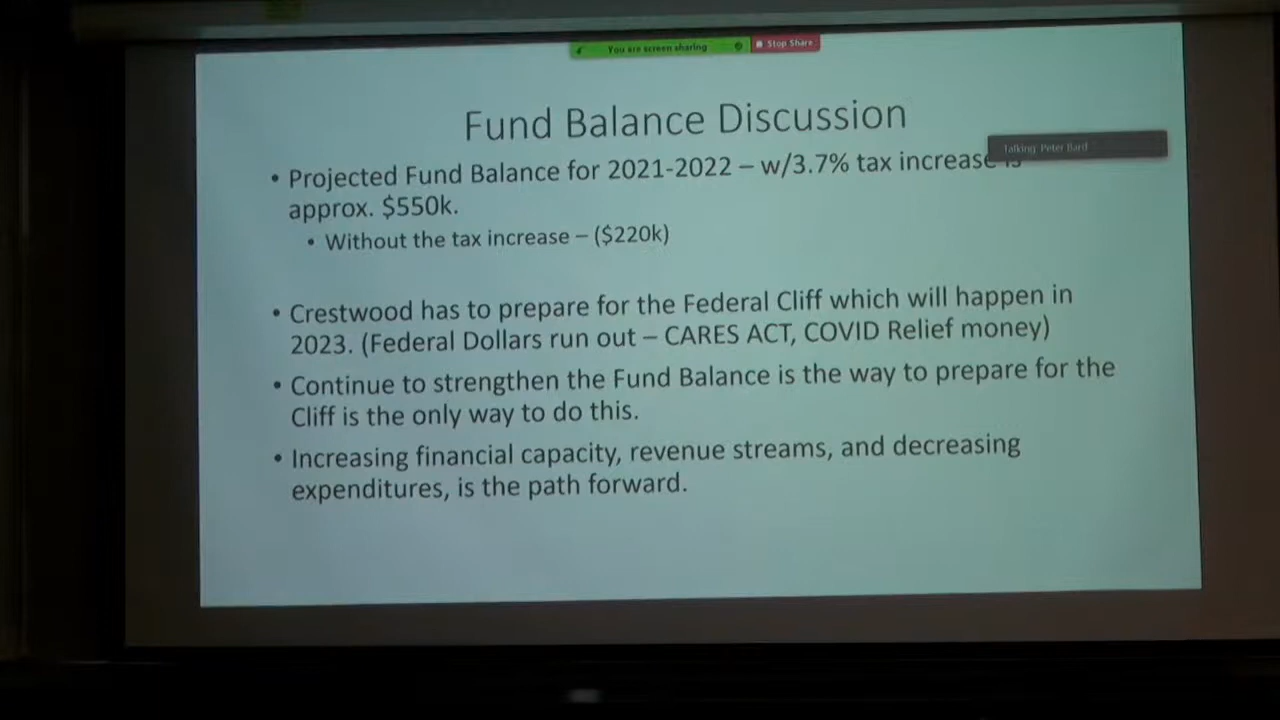 You are screen sharing
Stop Share
Fund Balance Discussion
Talking: Peter Bard
• Projected Fund Balance for 2021-2022 – w/3.7% tax increase is
approx. $550k.
• Without the tax increase – ($220k)
• Crestwood has to prepare for the Federal Cliff which will happen in
2023. (Federal Dollars run out – CARES ACT, COVID Relief money)
• Continue to strengthen the Fund Balance is the way to prepare for the
Cliff is the only way to do this.
• Increasing financial capacity, revenue streams, and decreasing
expenditures, is the path forward.